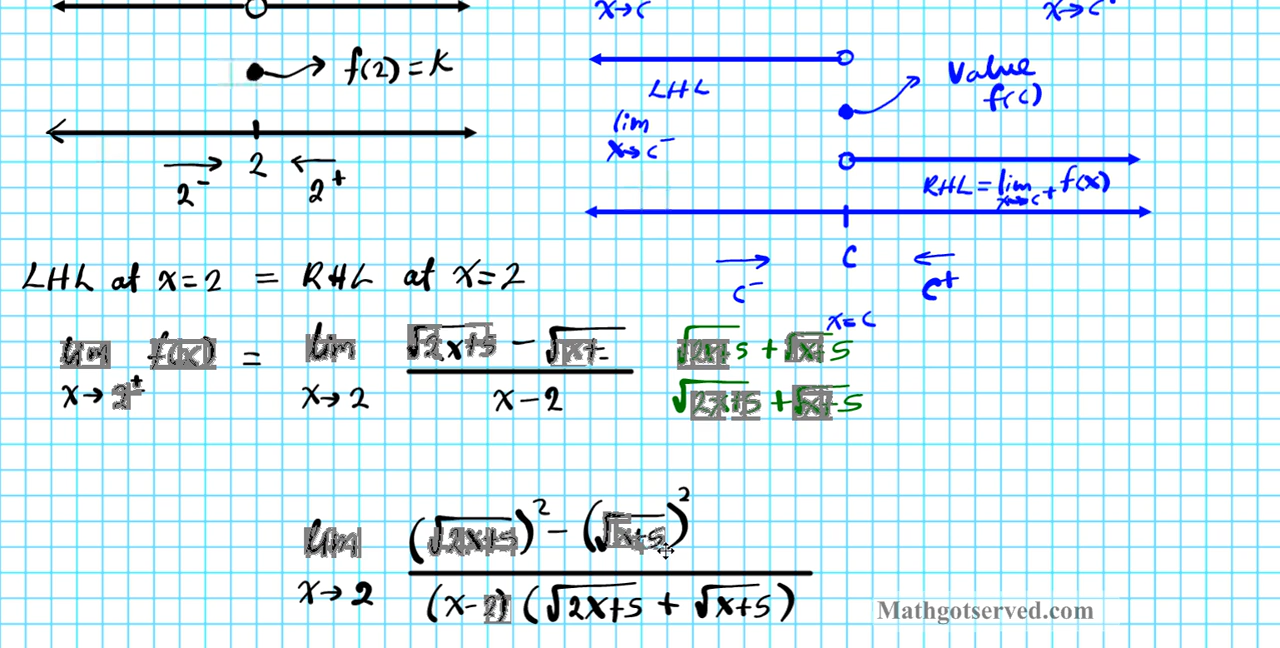 x→c
x→c
f(2) = K
Value
f(c)
LHL
lim
x→c⁻
2
2⁻
2⁺
RHL = lim f(x)
x→c⁺
c
c⁻
c⁺
LHL at x=2 = RHL at x=2
x=c
lim f(x) = lim √2x+5 − √x+ √2x+5 + √x+5
x→2⁺ x→2 x−2 √2x+5 + √x+5
lim (√2x+5)² − (√x+5)²
x→2 (x−2) (√2x+5 + √x+5)
Mathgotserved.com